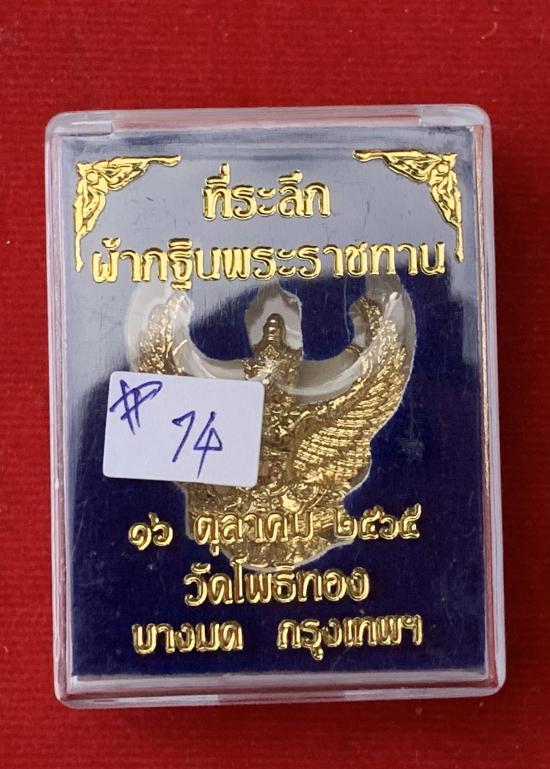 ที่ระลึก
ผ้ากฐินพระราชทาน
# 74
๑๖ ตุลาคม ๒๕๖๕
วัดโพธิ์ทอง
บางมด กรุงเทพฯ